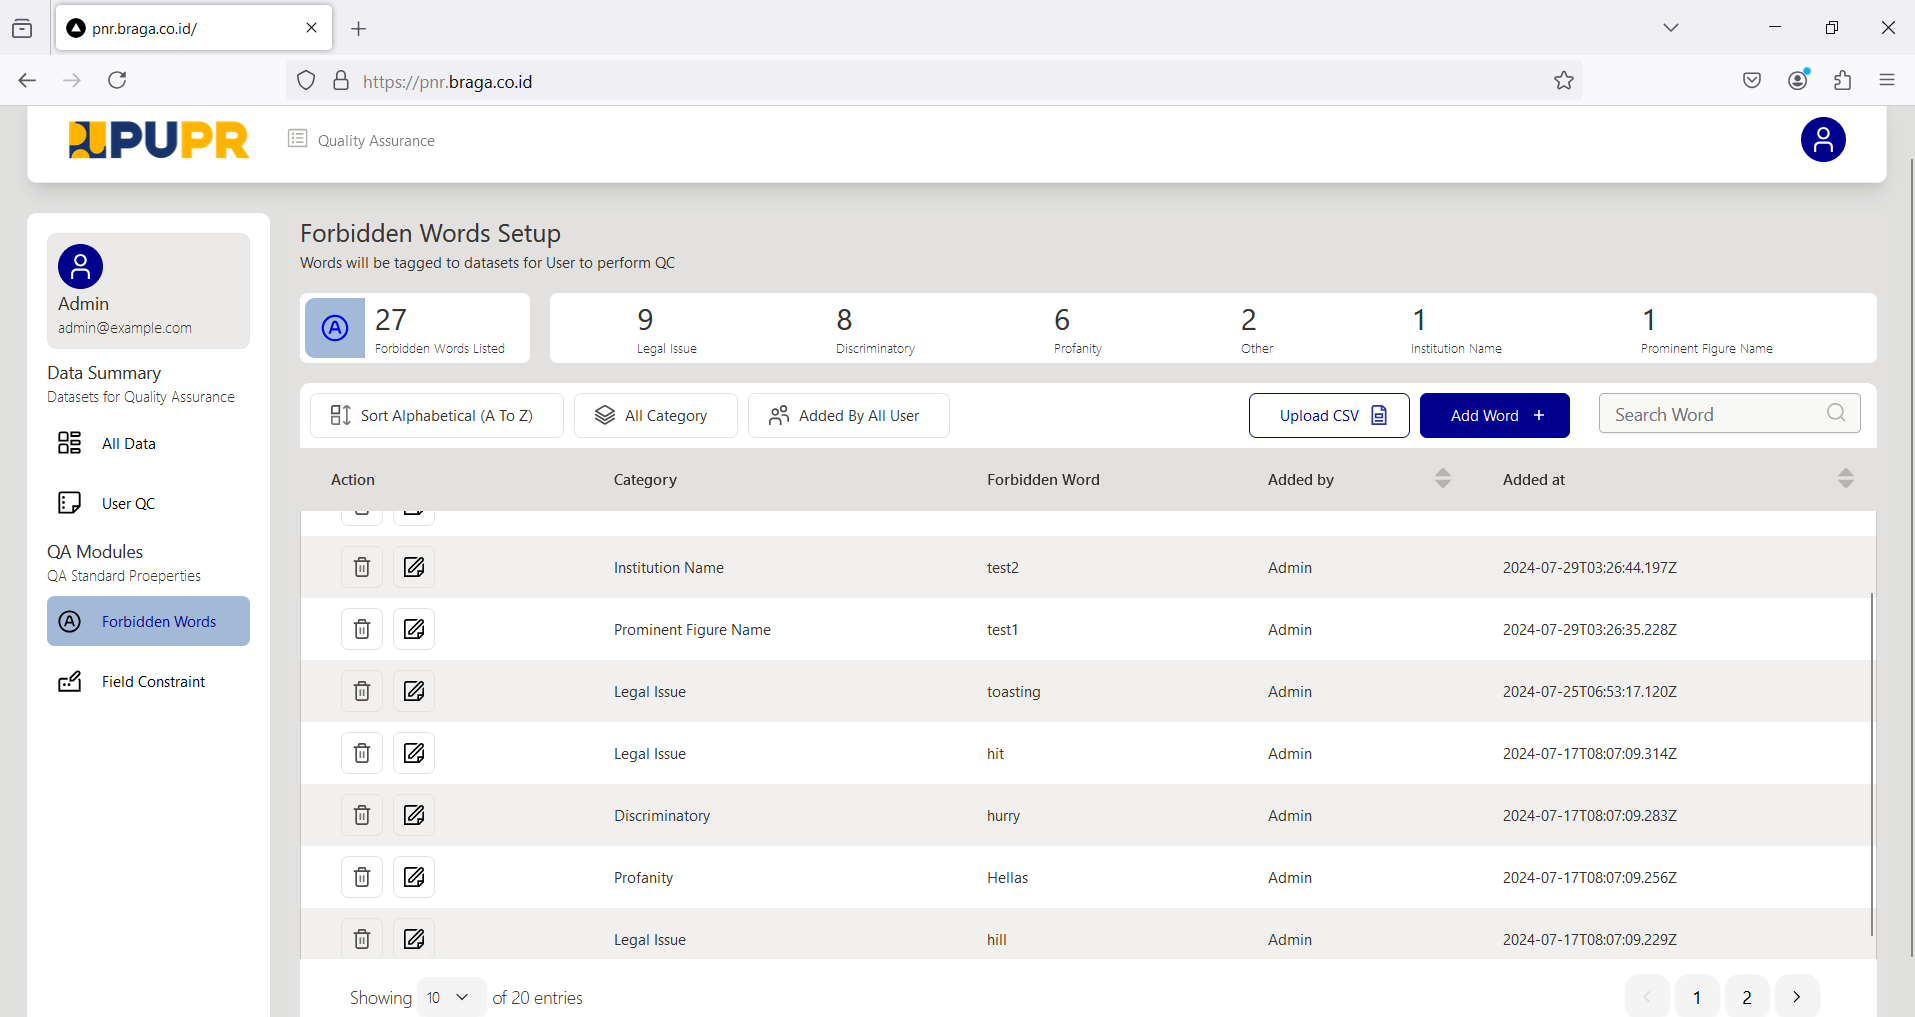 pnr.braga.co.id/
https://pnr.braga.co.id
PUPR
Quality Assurance
Admin
admin@example.com
Data Summary
Datasets for Quality Assurance
All Data
User QC
QA Modules
QA Standard Proeperties
A Forbidden Words
Field Constraint
Forbidden Words Setup
Words will be tagged to datasets for User to perform QC
A 27 Forbidden Words Listed
9 Legal Issue
8 Discriminatory
6 Profanity
2 Other
1 Institution Name
1 Prominent Figure Name
Sort Alphabetical (A To Z) All Category Added By All User Upload CSV Add Word + Search Word
Action Category Forbidden Word Added by Added at
Institution Name test2 Admin 2024-07-29T03:26:44.197Z
Prominent Figure Name test1 Admin 2024-07-29T03:26:35.228Z
Legal Issue toasting Admin 2024-07-25T06:53:17.120Z
Legal Issue hit Admin 2024-07-17T08:07:09.314Z
Discriminatory hurry Admin 2024-07-17T08:07:09.283Z
Profanity Hellas Admin 2024-07-17T08:07:09.256Z
Legal Issue hill Admin 2024-07-17T08:07:09.229Z
Showing 10 of 20 entries 1 2